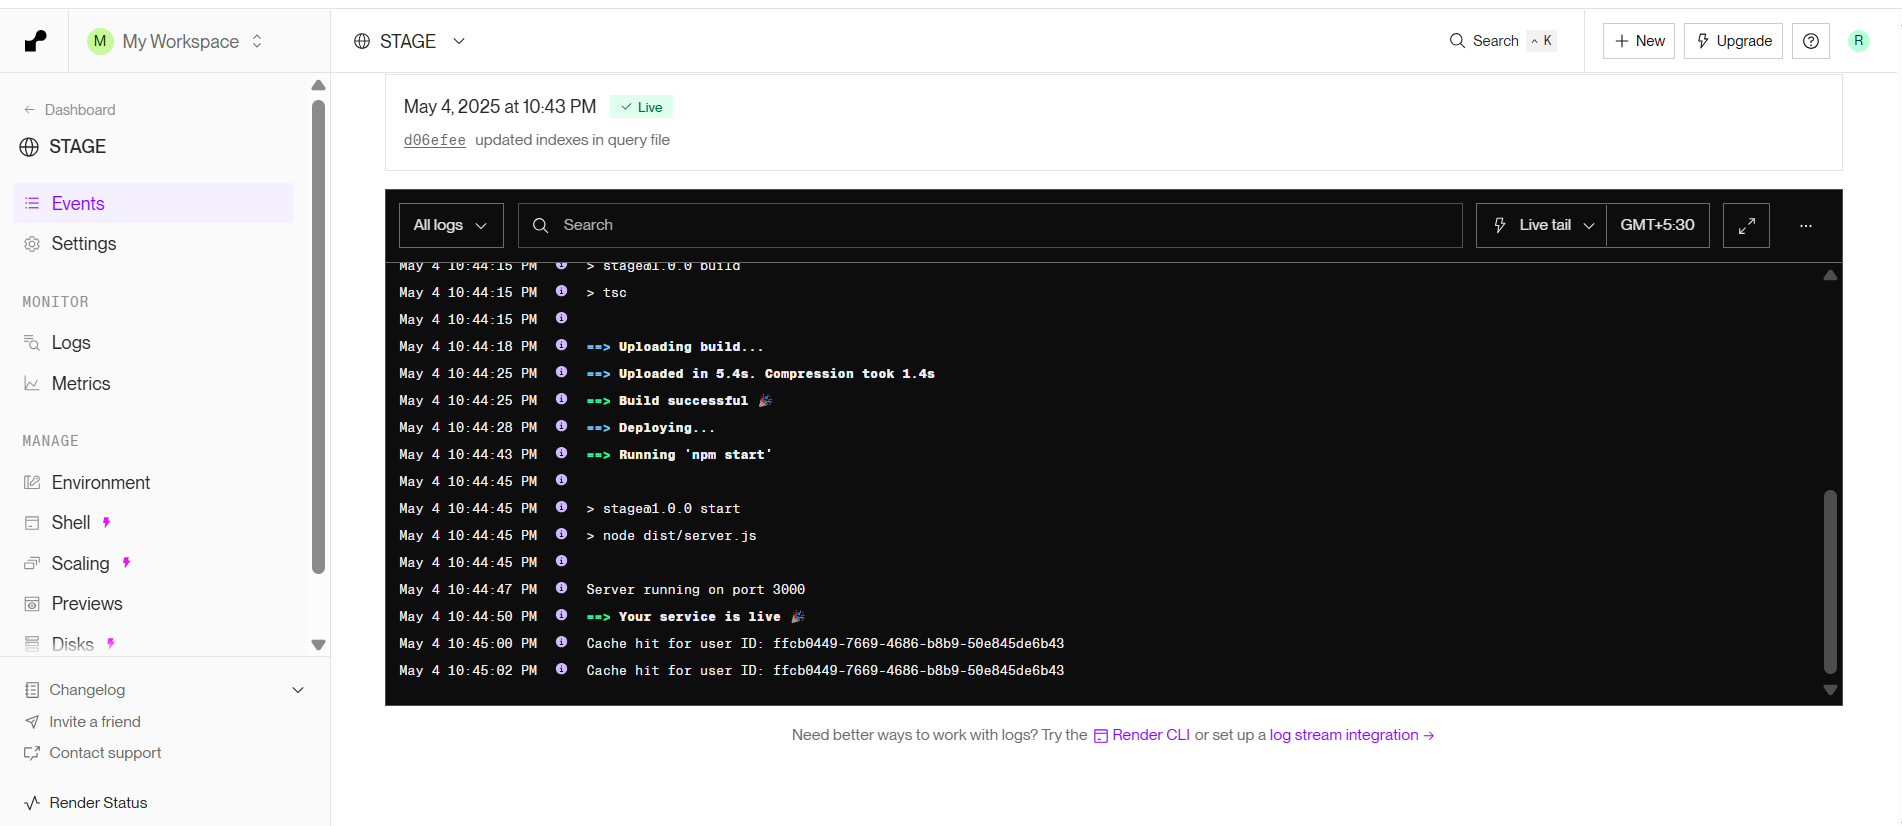 M My Workspace
STAGE
Search ^ K
+ New
Upgrade
R
← Dashboard
STAGE
Events
Settings
MONITOR
Logs
Metrics
MANAGE
Environment
Shell
Scaling
Previews
Disks
Changelog
Invite a friend
Contact support
Render Status
May 4, 2025 at 10:43 PM ✓ Live
d06efee updated indexes in query file
All logs
Search
Live tail
GMT+5:30
...
May 4 10:44:15 PM > stage@1.0.0 build
May 4 10:44:15 PM > tsc
May 4 10:44:15 PM
May 4 10:44:18 PM ==> Uploading build...
May 4 10:44:25 PM ==> Uploaded in 5.4s. Compression took 1.4s
May 4 10:44:25 PM ==> Build successful 🎉
May 4 10:44:28 PM ==> Deploying...
May 4 10:44:43 PM ==> Running 'npm start'
May 4 10:44:45 PM
May 4 10:44:45 PM > stage@1.0.0 start
May 4 10:44:45 PM > node dist/server.js
May 4 10:44:45 PM
May 4 10:44:47 PM Server running on port 3000
May 4 10:44:50 PM ==> Your service is live 🎉
May 4 10:45:00 PM Cache hit for user ID: ffcb0449-7669-4686-b8b9-50e845de6b43
May 4 10:45:02 PM Cache hit for user ID: ffcb0449-7669-4686-b8b9-50e845de6b43
Need better ways to work with logs? Try the Render CLI or set up a log stream integration →